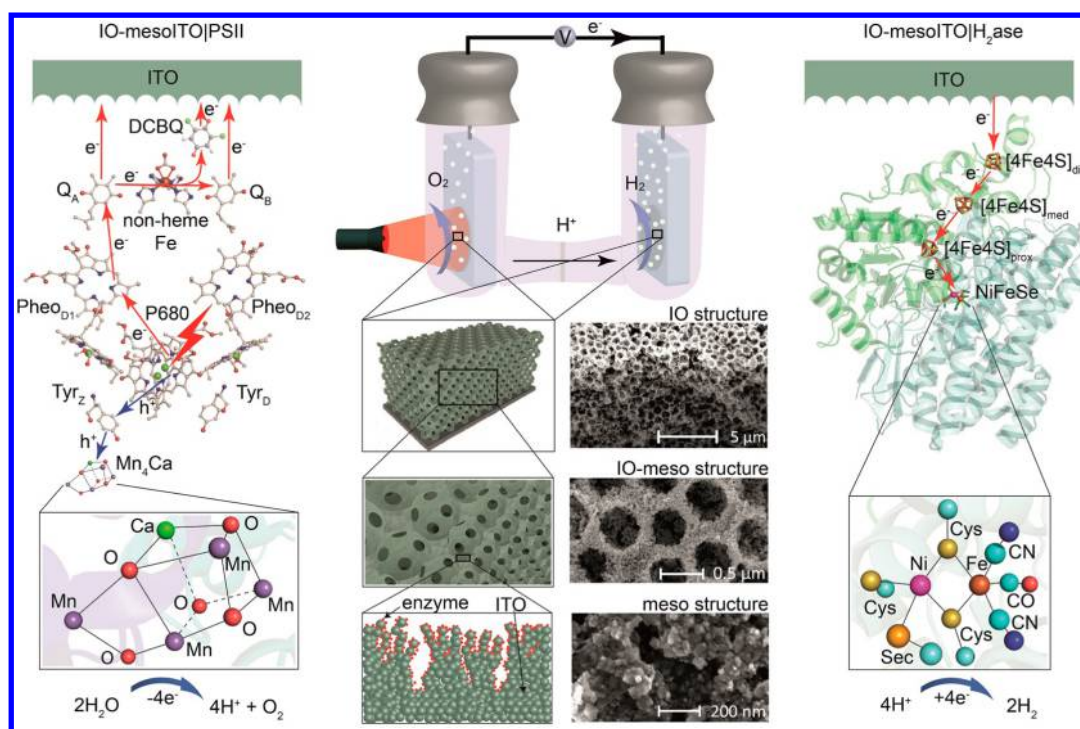 IO-mesoITO|PSII
ITO
e⁻
DCBQ
e⁻
e⁻
Q_A
e⁻
Q_B
non-heme
Fe
e⁻
Pheo_D1
P680
Pheo_D2
e⁻
Tyr_Z
h⁺
Tyr_D
h⁺
Mn₄Ca
Ca
O
O
Mn
Mn
O
Mn
O
O
Mn
2H₂O
-4e⁻
4H⁺ + O₂
V
e⁻
O₂
H₂
H⁺
IO structure
5 µm
IO-meso structure
0.5 µm
enzyme
ITO
meso structure
200 nm
IO-mesoITO|H₂ase
ITO
e⁻
[4Fe4S]di
e⁻
[4Fe4S]med
e⁻
[4Fe4S]prox
e⁻
NiFeSe
Cys
CN
Ni
Fe
CO
Cys
CN
Cys
Sec
4H⁺
+4e⁻
2H₂